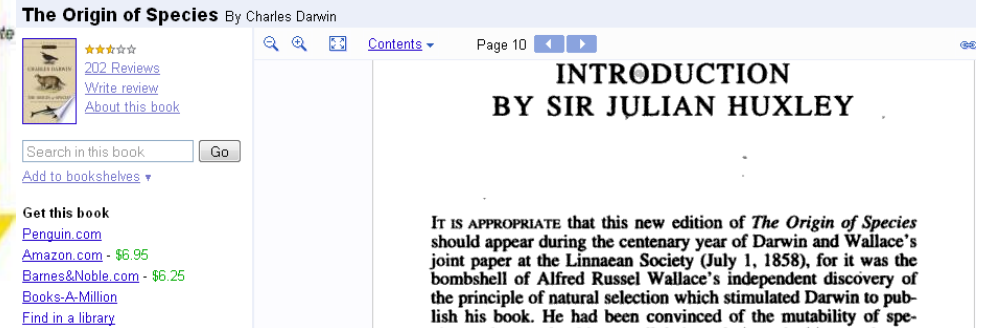 The Origin of Species By Charles Darwin
202 Reviews
Write review
About this book
Search in this book Go
Add to bookshelves ▾
Get this book
Penguin.com
Amazon.com - $6.95
Barnes&Noble.com - $6.25
Books-A-Million
Find in a library
Contents ▾ Page 10
INTRODUCTION
BY SIR JULIAN HUXLEY
IT IS APPROPRIATE that this new edition of The Origin of Species
should appear during the centenary year of Darwin and Wallace's
joint paper at the Linnaean Society (July 1, 1858), for it was the
bombshell of Alfred Russel Wallace's independent discovery of
the principle of natural selection which stimulated Darwin to pub-
lish his book. He had been convinced of the mutability of spe-